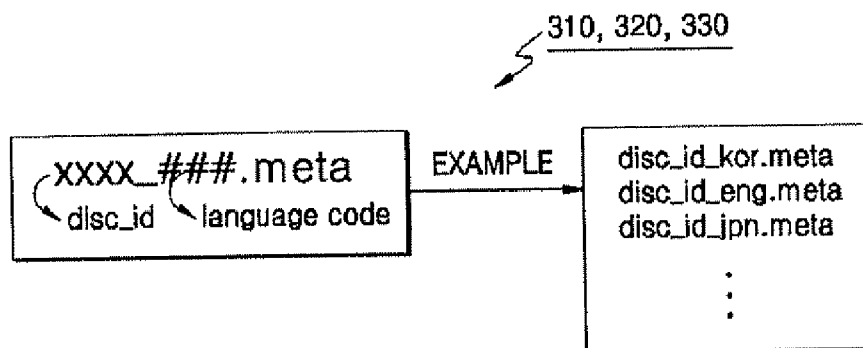 310, 320, 330
xxxx_###.meta
disc_id
language code
EXAMPLE
disc_id_kor.meta
disc_id_eng.meta
disc_id_jpn.meta